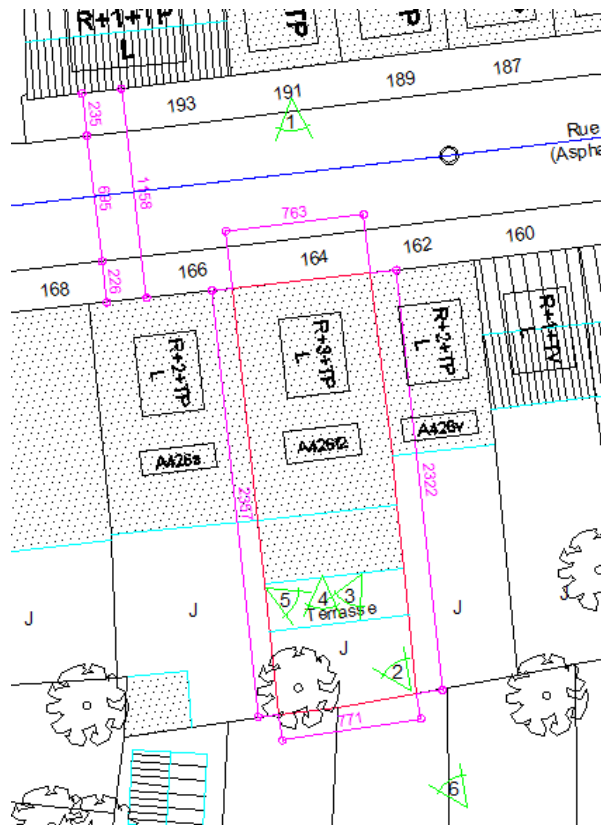 R+1+TP
L
TP
P
TP
193
191
189
187
235
1
Rue
(Aspha
695
1158
763
226
168
166
164
162
160
R+2+TP
L
R+3+TP
L
R+2+TP
L
R+1+TV
L
A426s
A426t2
A426v
2322
5
4
3
Terrasse
J
J
J
J
J
2
771
6